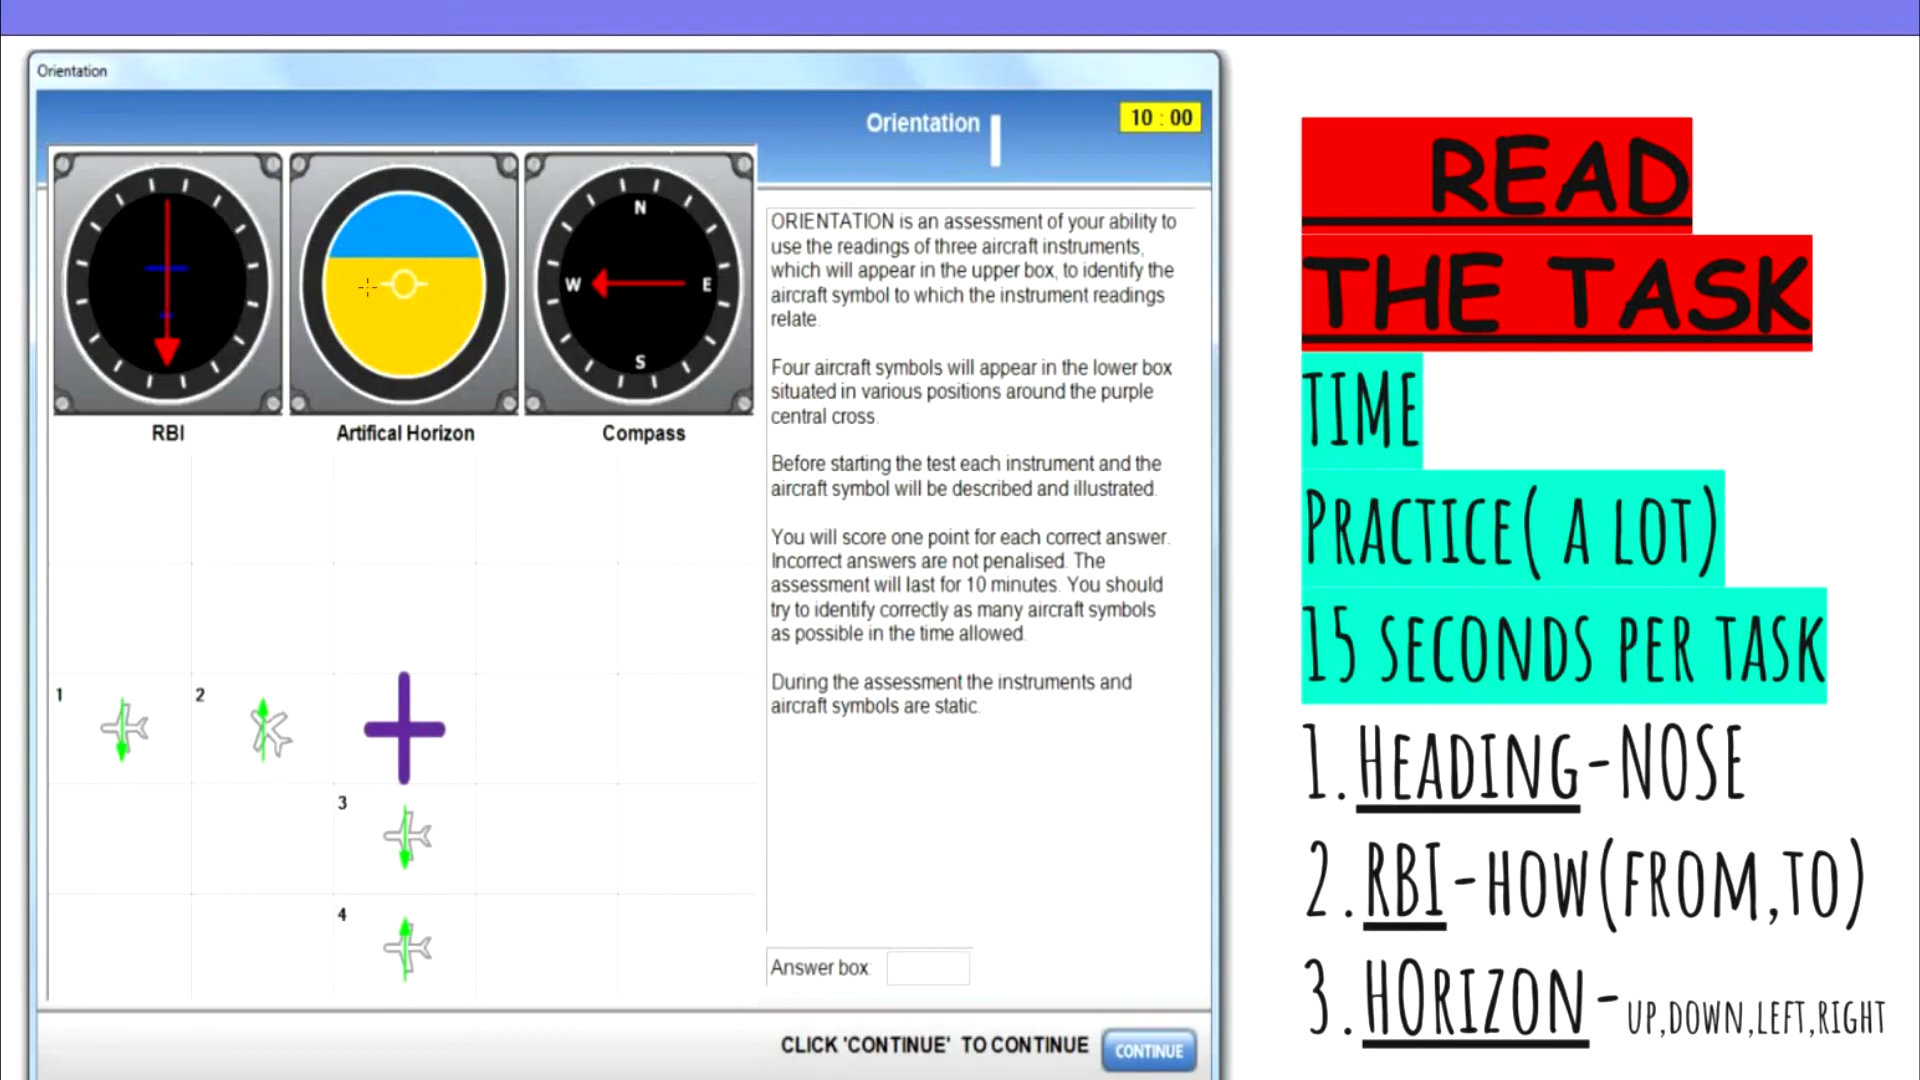 Orientation
Orientation
10 : 00
N
W
E
S
RBI
Artifical Horizon
Compass
1
2
3
4
ORIENTATION is an assessment of your ability to
use the readings of three aircraft instruments,
which will appear in the upper box, to identify the
aircraft symbol to which the instrument readings
relate.
Four aircraft symbols will appear in the lower box
situated in various positions around the purple
central cross.
Before starting the test each instrument and the
aircraft symbol will be described and illustrated.
You will score one point for each correct answer.
Incorrect answers are not penalised. The
assessment will last for 10 minutes. You should
try to identify correctly as many aircraft symbols
as possible in the time allowed.
During the assessment the instruments and
aircraft symbols are static.
Answer box:
CLICK 'CONTINUE' TO CONTINUE
CONTINUE
READ
THE TASK
TIME
PRACTICE( A LOT)
15 SECONDS PER TASK
1.HEADING-NOSE
2.RBI-HOW(FROM,TO)
3.HORIZON-UP,DOWN,LEFT,RIGHT